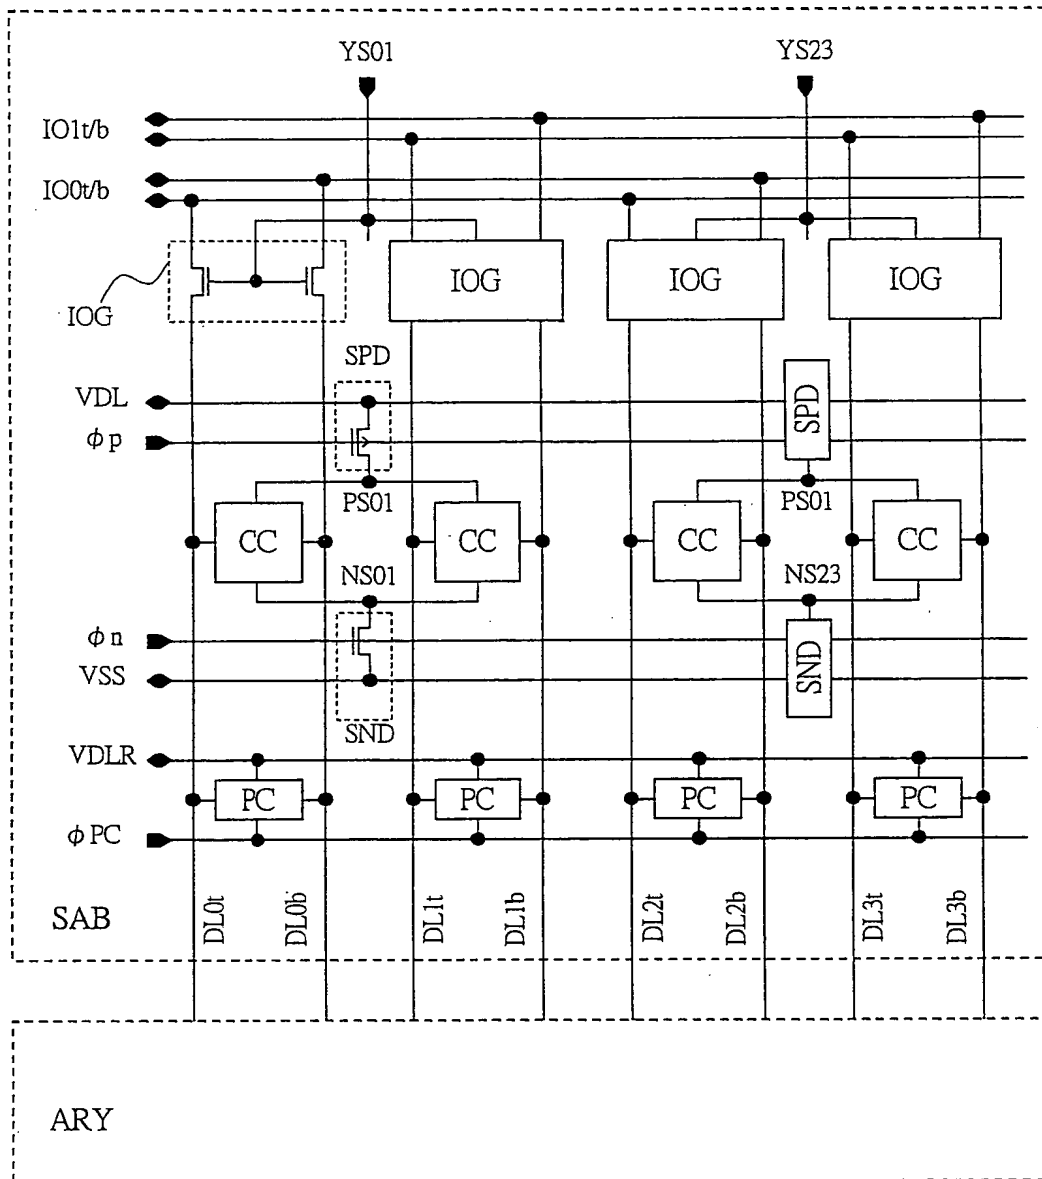 YS01 YS23
IO1t/b
IO0t/b
IOG IOG IOG
IOG
SPD
VDL
SPD
ϕp
PS01 PS01
CC CC CC CC
NS01 NS23
ϕn
SND
VSS
SND
VDLR
PC PC PC PC
ϕPC
DL0t DL0b DL1t DL1b DL2t DL2b DL3t DL3b
SAB
ARY